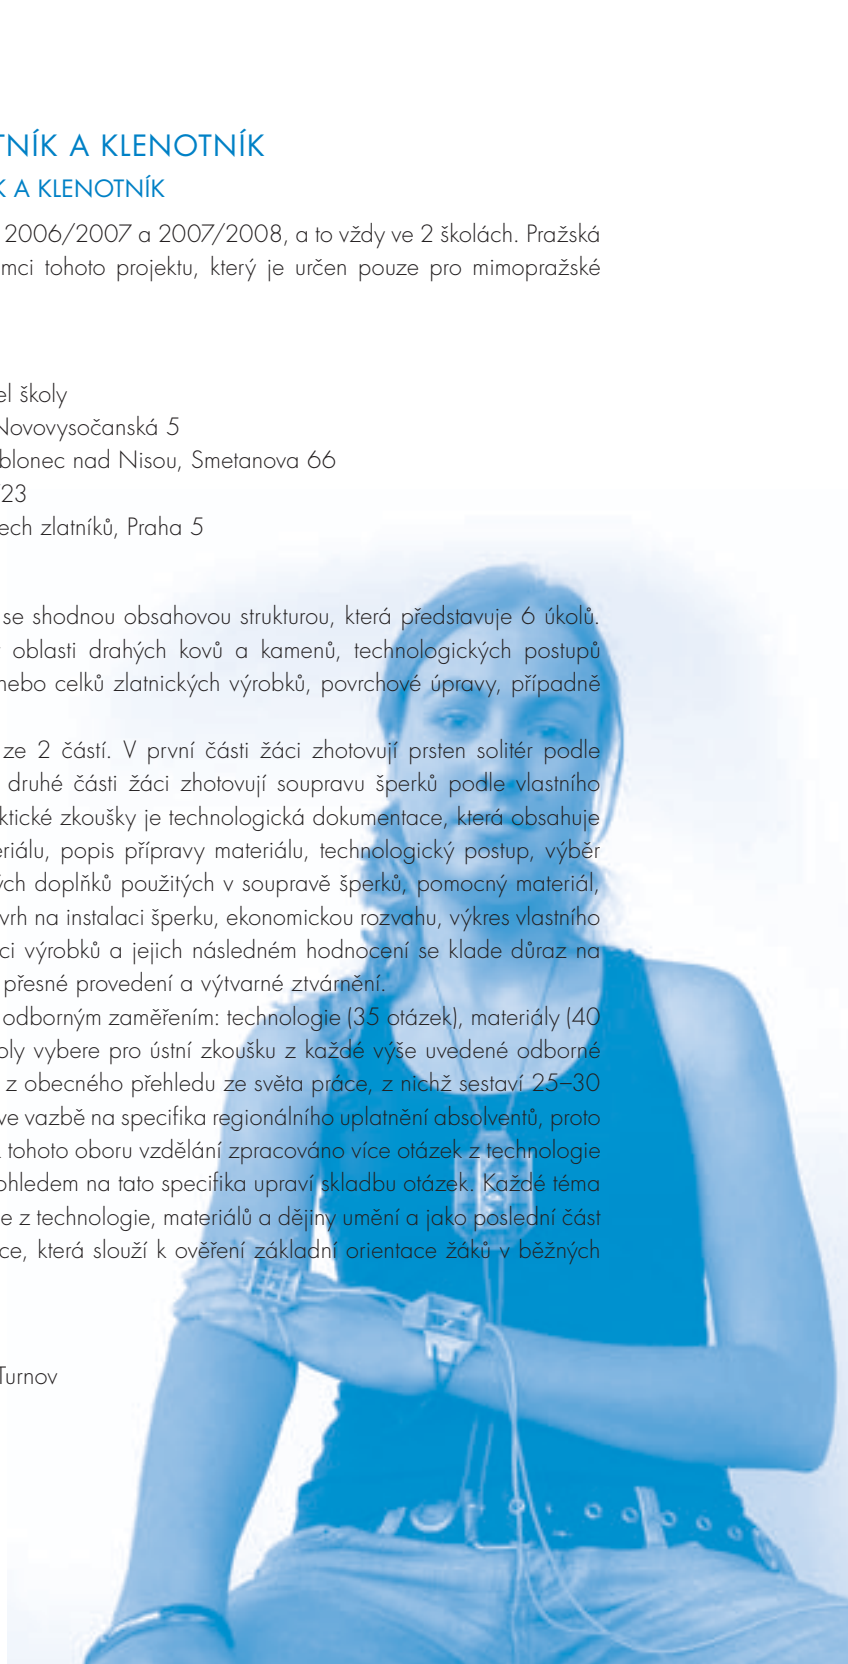 TNÍK A KLENOTNÍK
K A KLENOTNÍK
2006/2007 a 2007/2008, a to vždy ve 2 školách. Pražská
mci tohoto projektu, který je určen pouze pro mimopražské
el školy
Novovysočanská 5
blonec nad Nisou, Smetanova 66
23
ech zlatníků, Praha 5
se shodnou obsahovou strukturou, která představuje 6 úkolů.
oblasti drahých kovů a kamenů, technologických postupů
nebo celků zlatnických výrobků, povrchové úpravy, případně
ze 2 částí. V první části žáci zhotovují prsten solitér podle
druhé části žáci zhotovují soupravu šperků podle vlastního
ktické zkoušky je technologická dokumentace, která obsahuje
eriálu, popis přípravy materiálu, technologický postup, výběr
ých doplňků použitých v soupravě šperků, pomocný materiál,
vrh na instalaci šperku, ekonomickou rozvahu, výkres vlastního
ci výrobků a jejich následném hodnocení se klade důraz na
přesné provedení a výtvarné ztvárnění.
odborným zaměřením: technologie (35 otázek), materiály (40
oly vybere pro ústní zkoušku z každé výše uvedené odborné
z obecného přehledu ze světa práce, z nichž sestaví 25–30
ve vazbě na specifika regionálního uplatnění absolventů, proto
tohoto oboru vzdělání zpracováno více otázek z technologie
ohledem na tato specifika upraví skladbu otázek. Každé téma
e z technologie, materiálů a dějiny umění a jako poslední část
ce, která slouží k ověření základní orientace žáků v běžných
Turnov